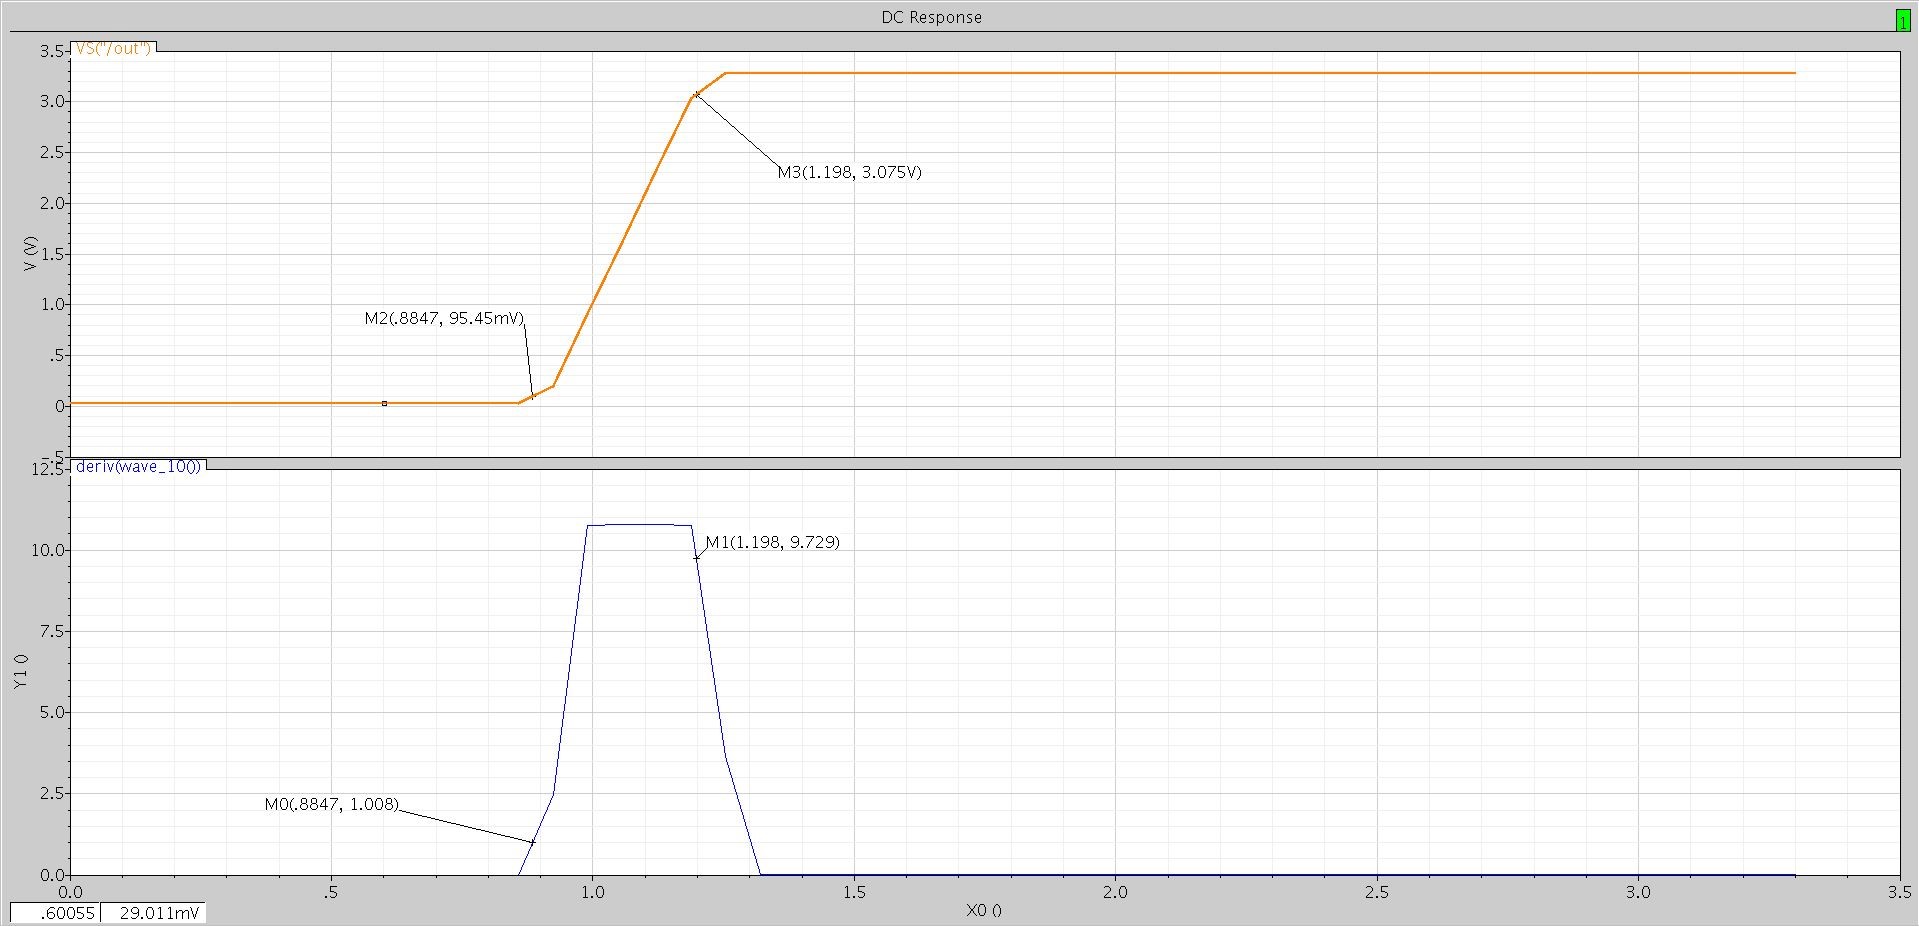 DC Response
1
VS("/out")
3.5
3.0
2.5
2.0
1.5
1.0
.5
0
-.5
V (V)
M3(1.198, 3.075V)
M2(.8847, 95.45mV)
deriv(wave_10())
12.5
10.0
7.5
5.0
2.5
0.0
Y1 ()
M1(1.198, 9.729)
M0(.8847, 1.008)
0.0 .5 1.0 1.5 2.0 2.5 3.0 3.5
X0 ()
.60055 29.011mV